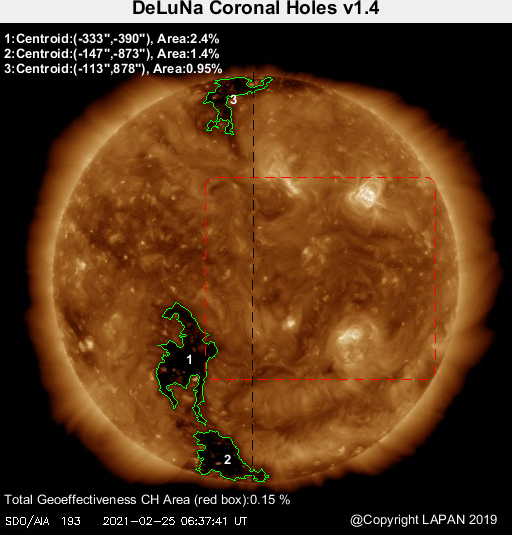 DeLuNa Coronal Holes v1.4
1:Centroid:(-333",-390"), Area:2.4%
2:Centroid:(-147",-873"), Area:1.4%
3:Centroid:(-113",878"), Area:0.95%
3
1
2
Total Geoeffectiveness CH Area (red box):0.15 %
SDO/AIA 193 2021-02-25 06:37:41 UT
@Copyright LAPAN 2019